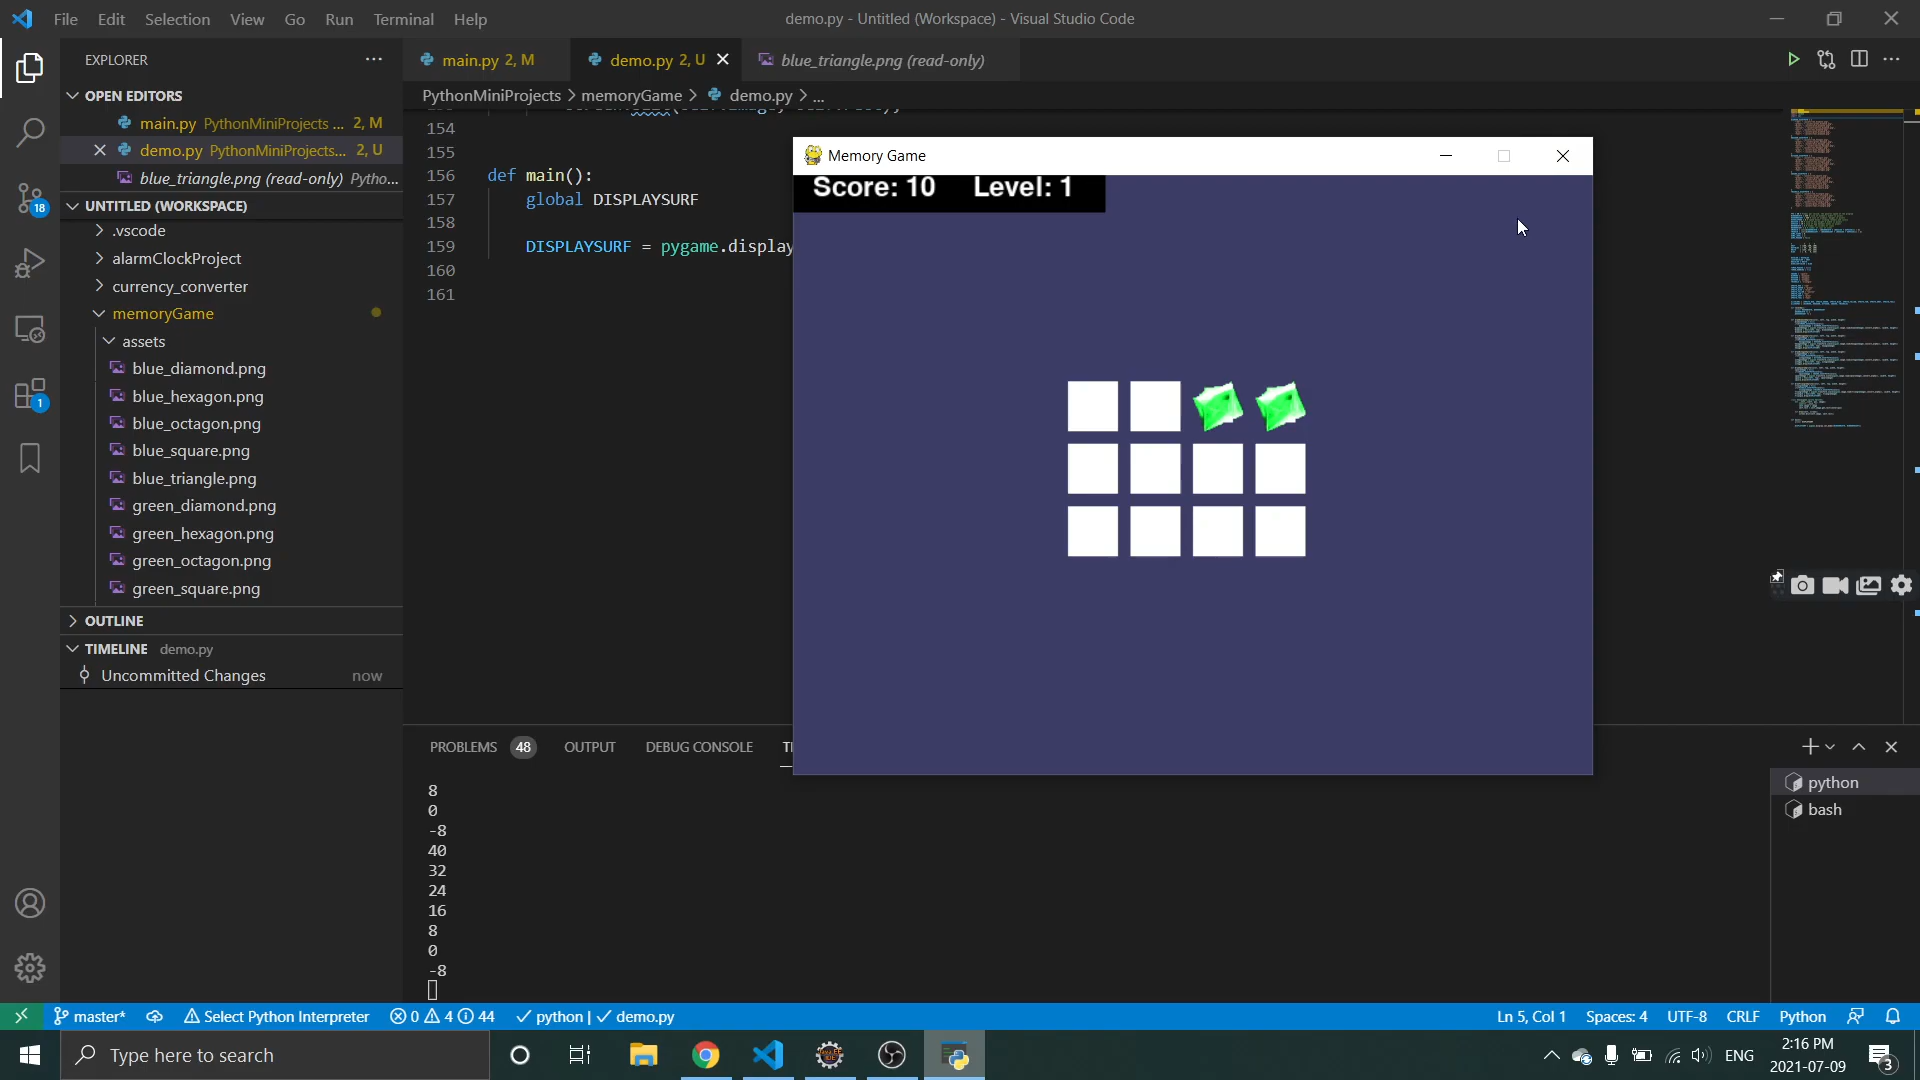 File Edit Selection View Go Run Terminal Help
demo.py - Untitled (Workspace) - Visual Studio Code
EXPLORER
main.py 2, M
demo.py 2, U
blue_triangle.png (read-only)
OPEN EDITORS
PythonMiniProjects > memoryGame > demo.py > ...
main.py PythonMiniProjects ... 2, M
demo.py PythonMiniProjects... 2, U
blue_triangle.png (read-only) Pytho...
UNTITLED (WORKSPACE)
.vscode
alarmClockProject
currency_converter
memoryGame
assets
blue_diamond.png
blue_hexagon.png
blue_octagon.png
blue_square.png
blue_triangle.png
green_diamond.png
green_hexagon.png
green_octagon.png
green_square.png
OUTLINE
TIMELINE demo.py
Uncommitted Changes now
18
1
154
155
156 def main():
157 global DISPLAYSURF
158
159 DISPLAYSURF = pygame.display
160
161
Memory Game
Score: 10 Level: 1
PROBLEMS 48 OUTPUT DEBUG CONSOLE
8
0
-8
40
32
24
16
8
0
-8
python
bash
master* Select Python Interpreter 0 4 44 python | demo.py
Ln 5, Col 1 Spaces: 4 UTF-8 CRLF Python
Type here to search
ENG
2:16 PM
2021-07-09
3